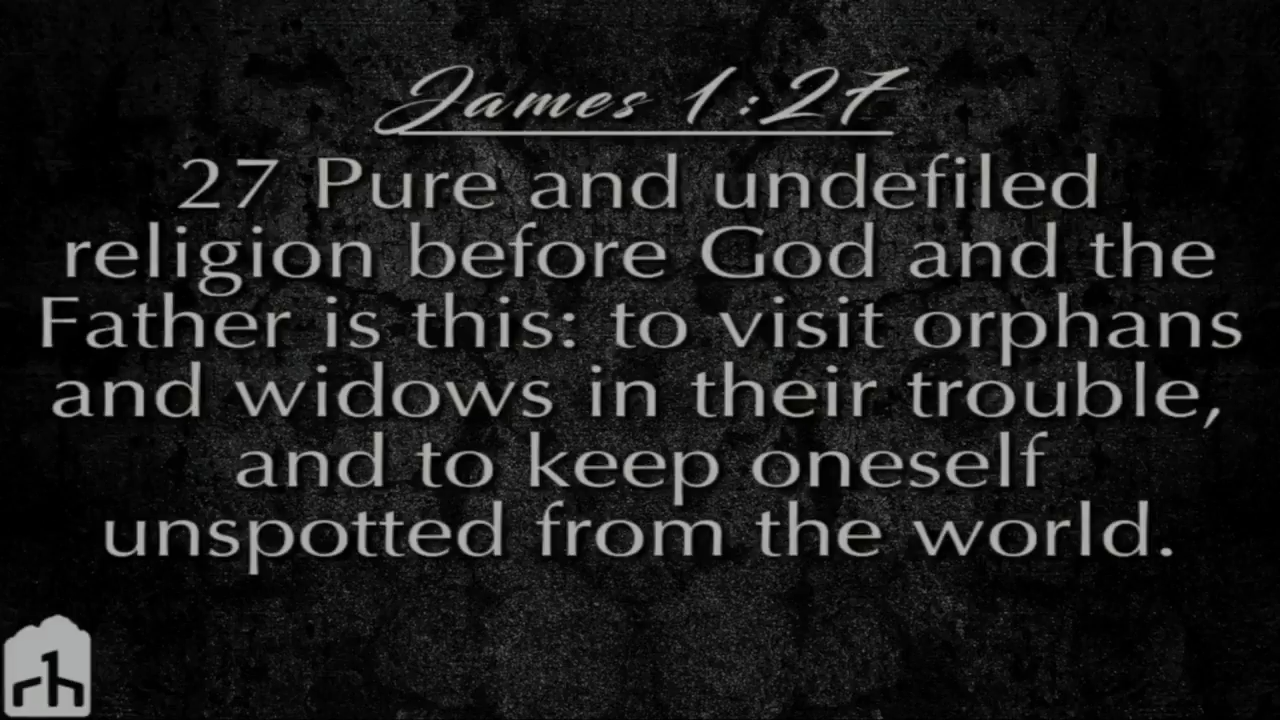 James 1:27
27 Pure and undefiled
religion before God and the
Father is this: to visit orphans
and widows in their trouble,
and to keep oneself
unspotted from the world.